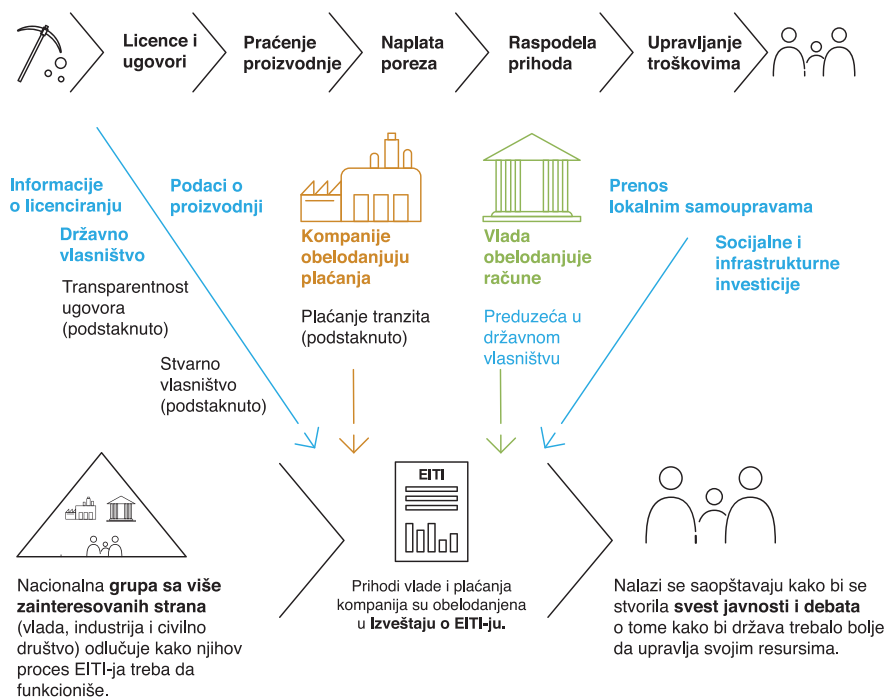 Licence i
ugovori
Praćenje
proizvodnje
Naplata
poreza
Raspodela
prihoda
Upravljanje
troškovima
Informacije
o licenciranju
Državno
vlasništvo
Transparentnost
ugovora
(podstaknuto)
Podaci o
proizvodnji
Stvarno
vlasništvo
(podstaknuto)
Kompanije
obelodanjuju
plaćanja
Plaćanje tranzita
(podstaknuto)
Vlada
obelodanjuje
račune
Preduzeća u
državnom
vlasništvu
Prenos
lokalnim samoupravama
Socijalne i
infrastrukturne
investicije
Nacionalna grupa sa više
zainteresovanih strana
(vlada, industrija i civilno
društvo) odlučuje kako njihov
proces EITI-ja treba da
funkcioniše.
EITI
Prihodi vlade i plaćanja
kompanija su obelodanjena
u Izveštaju o EITI-ju.
Nalazi se saopštavaju kako bi se
stvorila svest javnosti i debata
o tome kako bi država trebalo bolje
da upravlja svojim resursima.